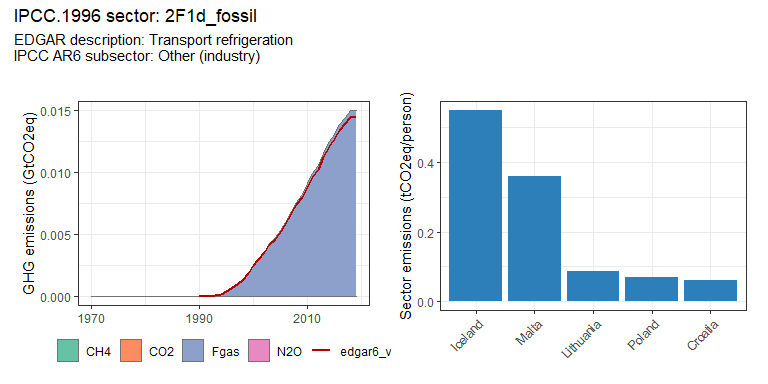 IPCC.1996 sector: 2F1d_fossil
EDGAR description: Transport refrigeration
IPCC AR6 subsector: Other (industry)
GHG emissions (GtCO2eq)
0.015
0.010
0.005
0.000
1970
1990
2010
CH4
CO2
Fgas
N2O
edgar6_v
Sector emissions (tCO2eq/person)
0.4
0.2
0.0
Iceland
Malta
Lithuania
Poland
Croatia